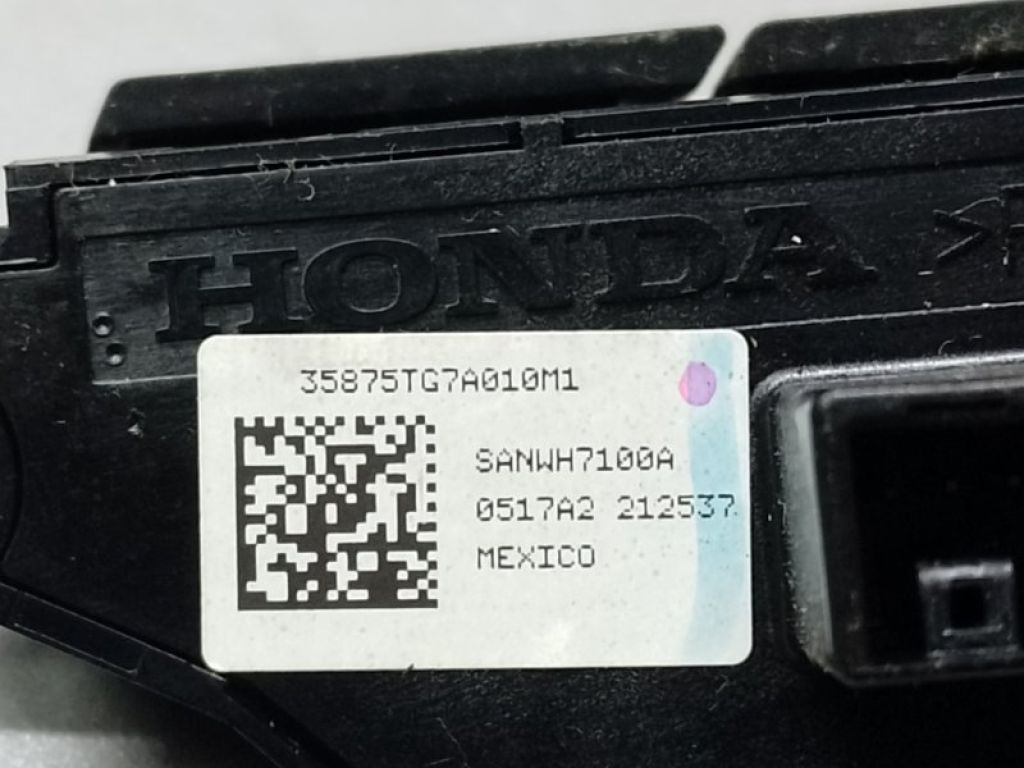 HONDA
35875TG7A010M1
SANWH7100A
0517A2 212537
MEXICO